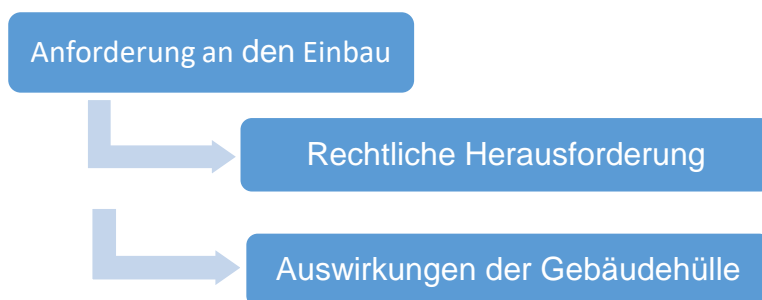 Anforderung an den Einbau
Rechtliche Herausforderung
Auswirkungen der Gebäudehülle